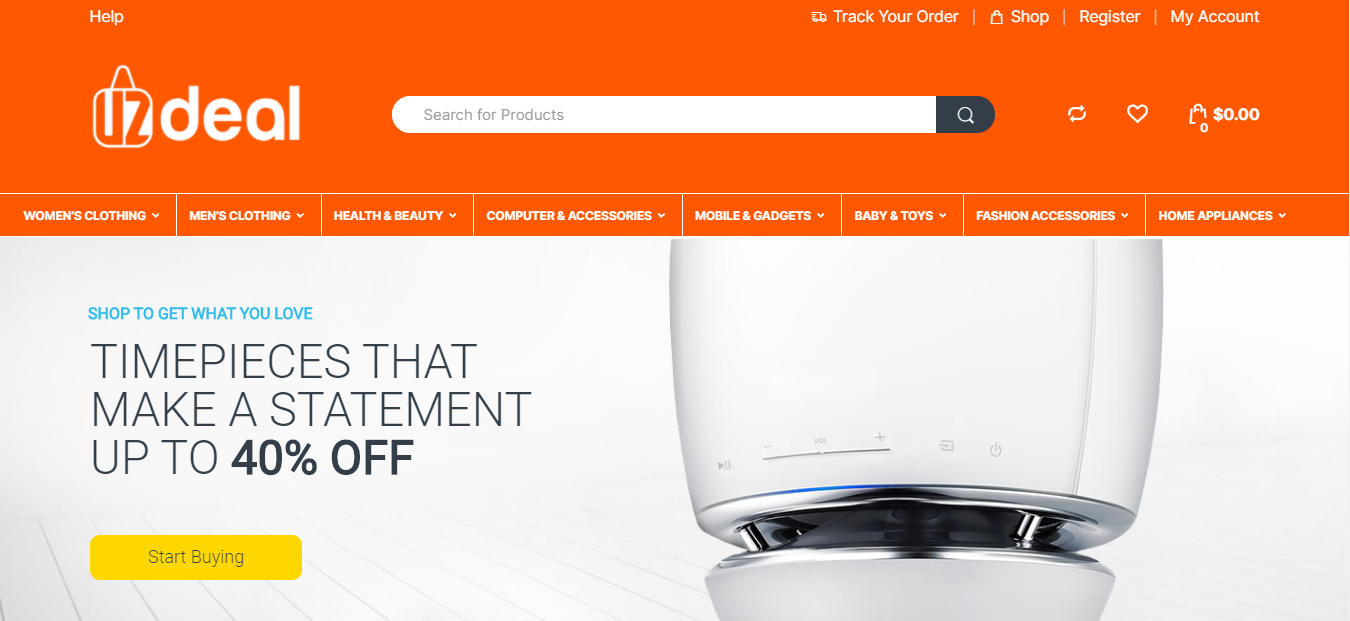 Help
Track Your Order | Shop | Register | My Account
UZdeal
Search for Products
0 $0.00
WOMEN'S CLOTHING
MEN'S CLOTHING
HEALTH & BEAUTY
COMPUTER & ACCESSORIES
MOBILE & GADGETS
BABY & TOYS
FASHION ACCESSORIES
HOME APPLIANCES
SHOP TO GET WHAT YOU LOVE
TIMEPIECES THAT
MAKE A STATEMENT
UP TO 40% OFF
VOL
Start Buying